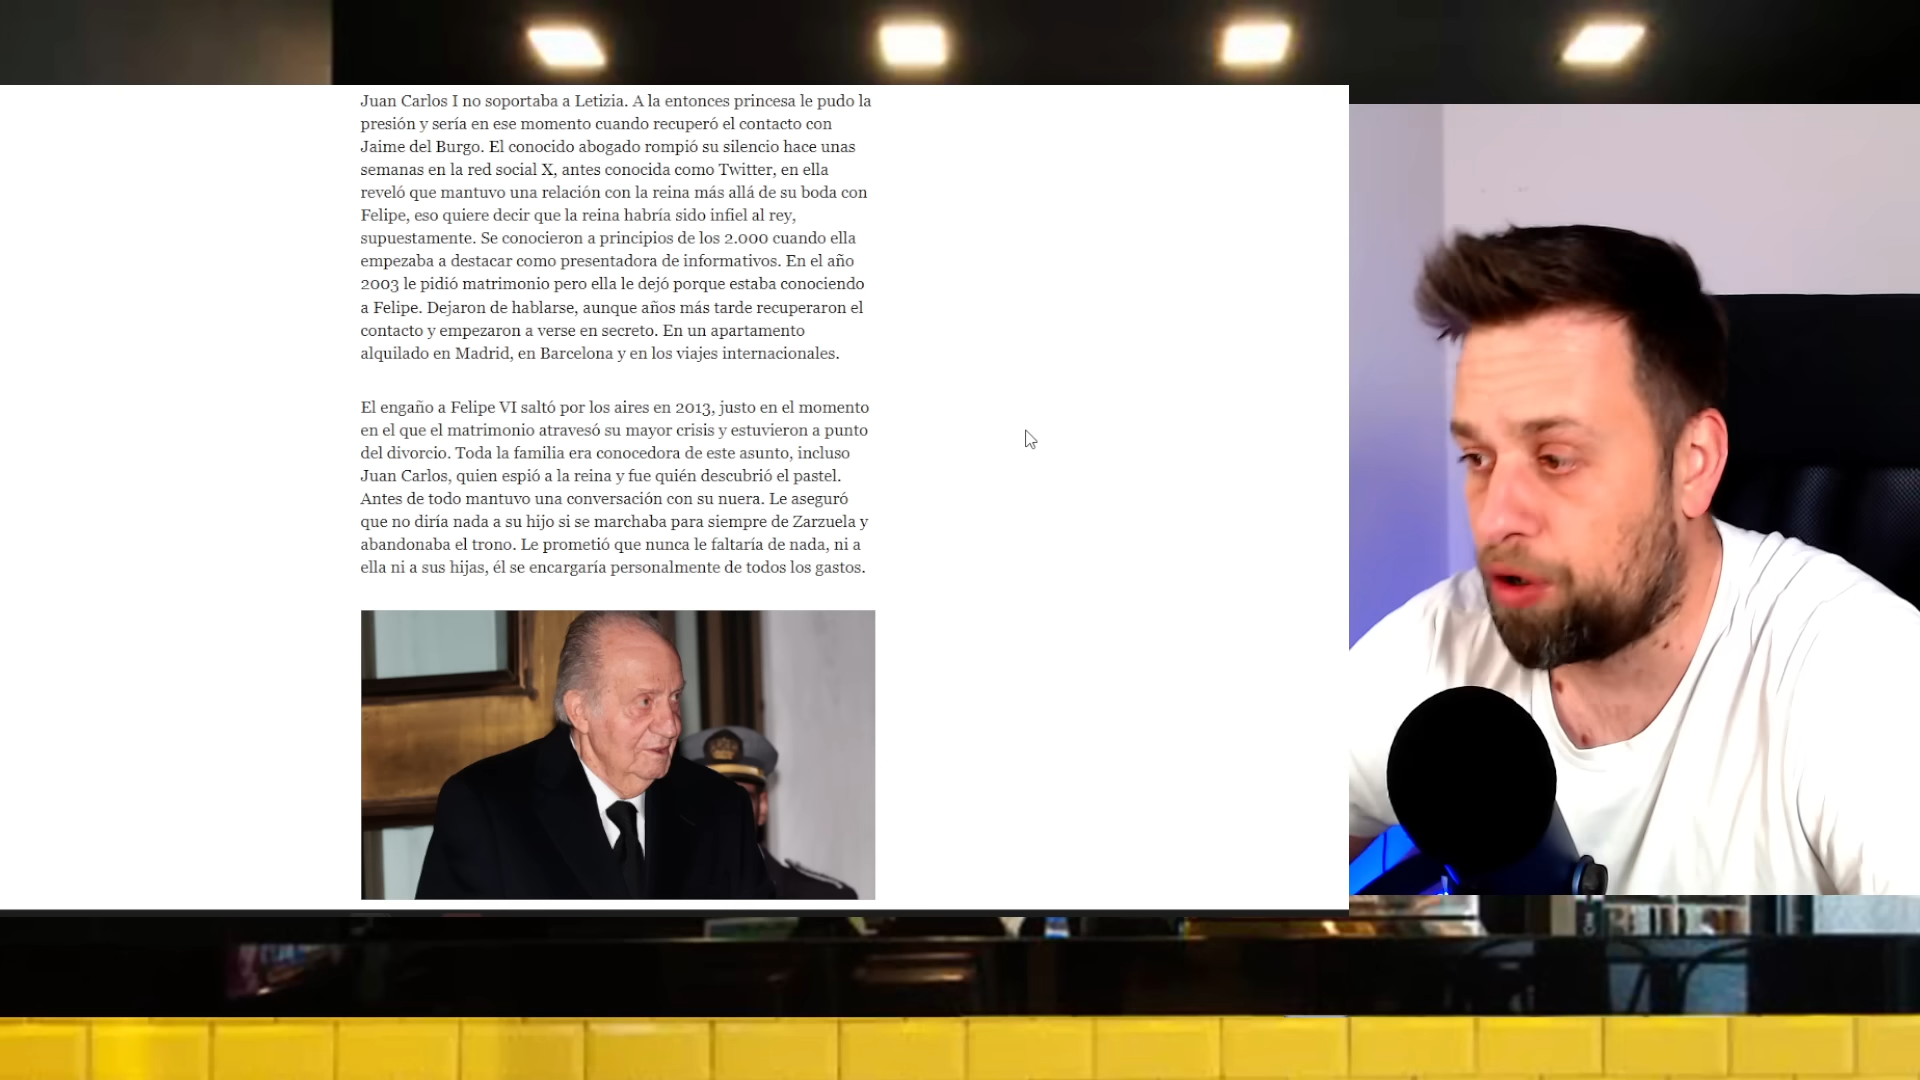 Juan Carlos I no soportaba a Letizia. A la entonces princesa le pudo la
presión y sería en ese momento cuando recuperó el contacto con
Jaime del Burgo. El conocido abogado rompió su silencio hace unas
semanas en la red social X, antes conocida como Twitter, en ella
reveló que mantuvo una relación con la reina más allá de su boda con
Felipe, eso quiere decir que la reina habría sido infiel al rey,
supuestamente. Se conocieron a principios de los 2.000 cuando ella
empezaba a destacar como presentadora de informativos. En el año
2003 le pidió matrimonio pero ella le dejó porque estaba conociendo
a Felipe. Dejaron de hablarse, aunque años más tarde recuperaron el
contacto y empezaron a verse en secreto. En un apartamento
alquilado en Madrid, en Barcelona y en los viajes internacionales.
El engaño a Felipe VI saltó por los aires en 2013, justo en el momento
en el que el matrimonio atravesó su mayor crisis y estuvieron a punto
del divorcio. Toda la familia era conocedora de este asunto, incluso
Juan Carlos, quien espió a la reina y fue quién descubrió el pastel.
Antes de todo mantuvo una conversación con su nuera. Le aseguró
que no diría nada a su hijo si se marchaba para siempre de Zarzuela y
abandonaba el trono. Le prometió que nunca le faltaría de nada, ni a
ella ni a sus hijas, él se encargaría personalmente de todos los gastos.